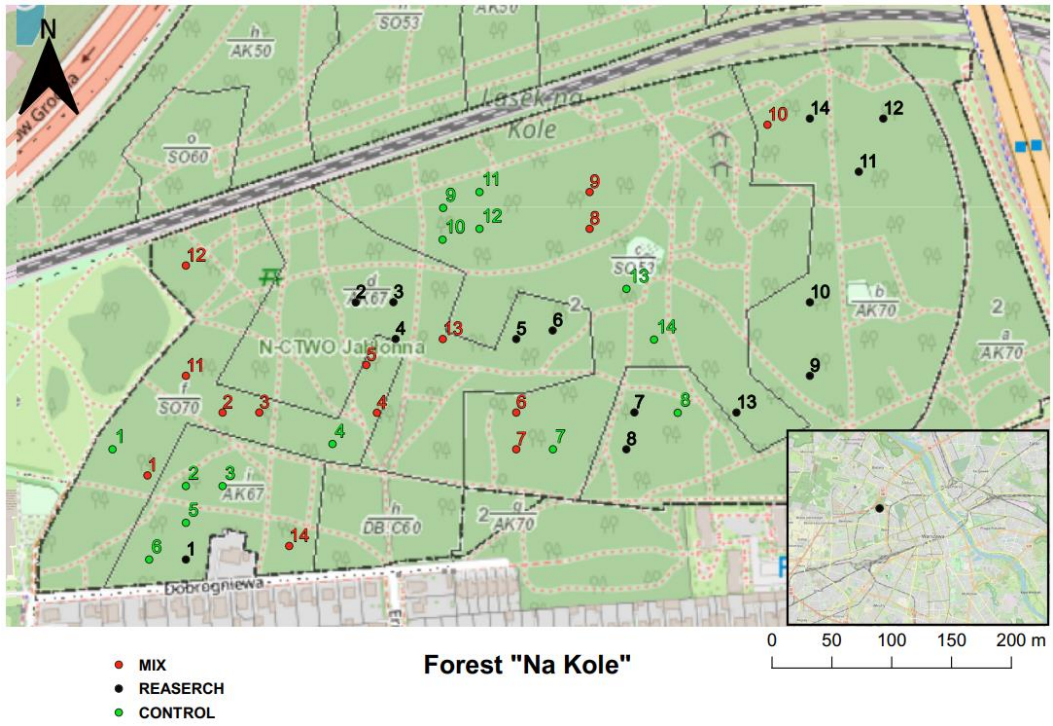 N
h
AK50
SO53
AK50
ów Grodna
Lasek na
Kole
o
SO60
10
14
12
11
11
9
9
12
10
8
12
c
SO53
13
d
AK67
2
3
2
10
b
AK70
2
a
AK70
4
13
5
6
14
N-CTWO Jabłonna
5
11
9
f
SO70
2
3
4
6
7
8
13
1
4
7
8
1
2
3
i
AK67
5
h
DB.C60
2
g
AK70
14
6
1
Dobrogniewa
0
50
100
150
200 m
MIX
REASERCH
CONTROL
Forest "Na Kole"